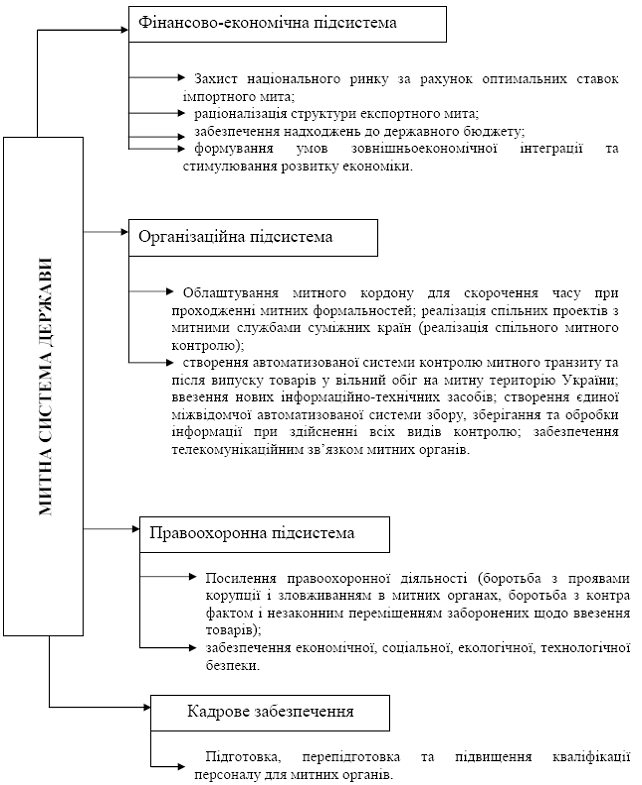 Фінансово-економічна підсистема
Захист національного ринку за рахунок оптимальних ставок
імпортного мита;
раціоналізація структури експортного мита;
забезпечення надходжень до державного бюджету;
формування умов зовнішньоекономічної інтеграції та
стимулювання розвитку економіки.
МИТНА СИСТЕМА ДЕРЖАВИ
Організаційна підсистема
Облаштування митного кордону для скорочення часу при
проходженні митних формальностей; реалізація спільних проектів з
митними службами суміжних країн (реалізація спільного митного
контролю);
створення автоматизованої системи контролю митного транзиту та
після випуску товарів у вільний обіг на митну територію України;
ввезення нових інформаційно-технічних засобів; створення єдиної
міжвідомчої автоматизованої системи збору, зберігання та обробки
інформації при здійсненні всіх видів контролю; забезпечення
телекомунікаційним зв’язком митних органів.
Правоохоронна підсистема
Посилення правоохоронної діяльності (боротьба з проявами
корупції і зловживанням в митних органах, боротьба з контра
фактом і незаконним переміщенням заборонених щодо ввезення
товарів);
забезпечення економічної, соціальної, екологічної, технологічної
безпеки.
Кадрове забезпечення
Підготовка, перепідготовка та підвищення кваліфікації
персоналу для митних органів.